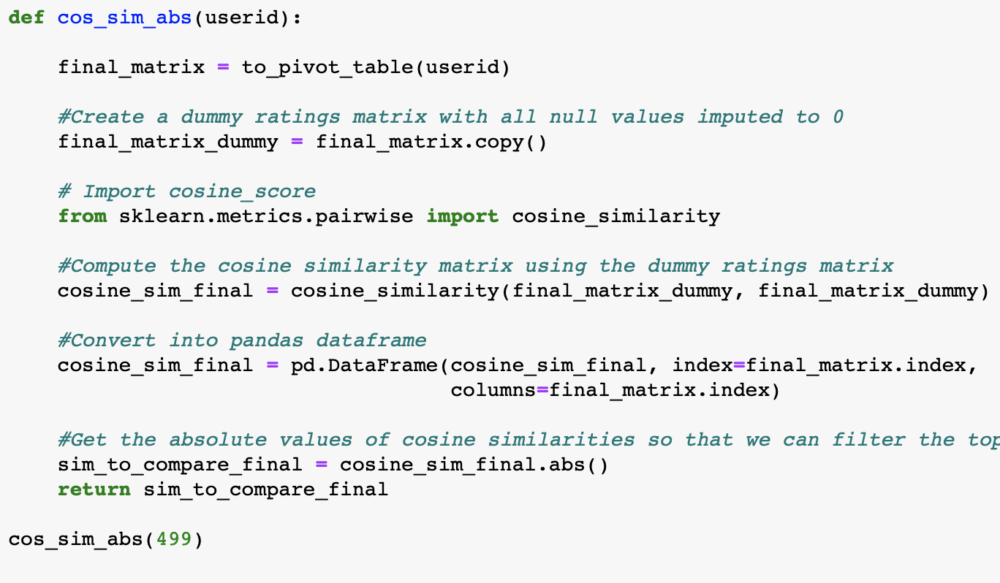 def cos_sim_abs(userid):
final_matrix = to_pivot_table(userid)
#Create a dummy ratings matrix with all null values imputed to 0
final_matrix_dummy = final_matrix.copy()
# Import cosine_score
from sklearn.metrics.pairwise import cosine_similarity
#Compute the cosine similarity matrix using the dummy ratings matrix
cosine_sim_final = cosine_similarity(final_matrix_dummy, final_matrix_dummy)
#Convert into pandas dataframe
cosine_sim_final = pd.DataFrame(cosine_sim_final, index=final_matrix.index,
columns=final_matrix.index)
#Get the absolute values of cosine similarities so that we can filter the top
sim_to_compare_final = cosine_sim_final.abs()
return sim_to_compare_final
cos_sim_abs(499)